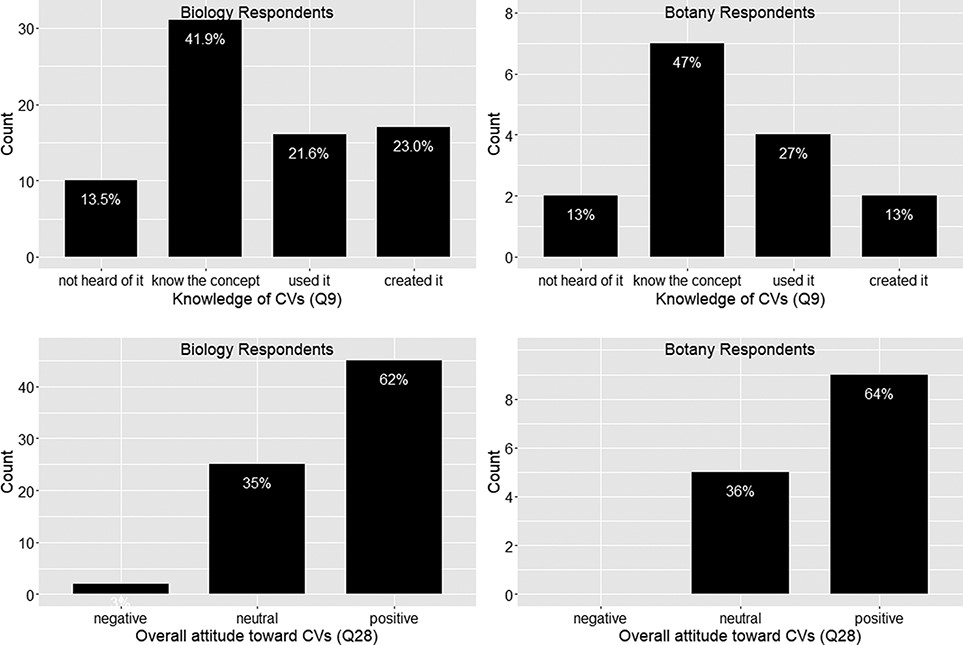 Biology Respondents
Count
30
20
10
0
41.9%
13.5%
21.6%
23.0%
not heard of it know the concept used it created it
Knowledge of CVs (Q9)
Botany Respondents
Count
8
6
4
2
0
47%
27%
13%
13%
not heard of it know the concept used it created it
Knowledge of CVs (Q9)
Biology Respondents
Count
40
30
20
10
0
62%
35%
3%
negative neutral positive
Overall attitude toward CVs (Q28)
Botany Respondents
Count
8
6
4
2
0
64%
36%
negative neutral positive
Overall attitude toward CVs (Q28)